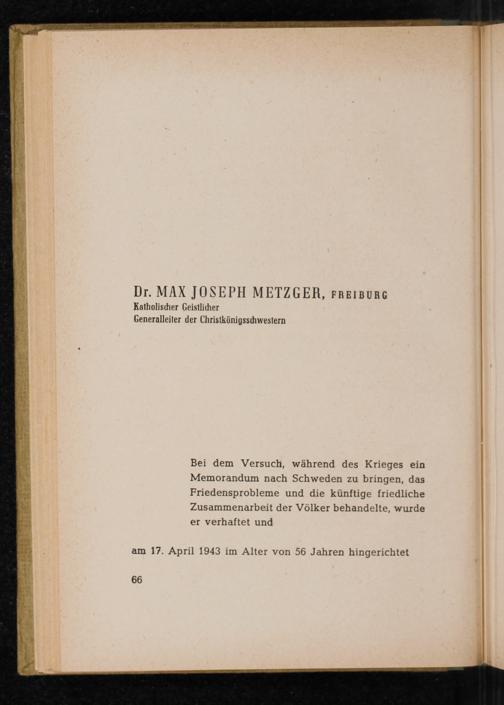 Dr. MAX JOSEPH METZGER, FREIBURG
Katholischer Geistlicher
Generalleiter der Christkönigsschwestern
Bei dem Versuch, während des Krieges ein
Memorandum nach Schweden zu bringen, das
Friedensprobleme und die künftige friedliche
Zusammenarbeit der Völker behandelte, wurde
er verhaftet und
am 17. April 1943 im Alter von 56 Jahren hingerichtet
66